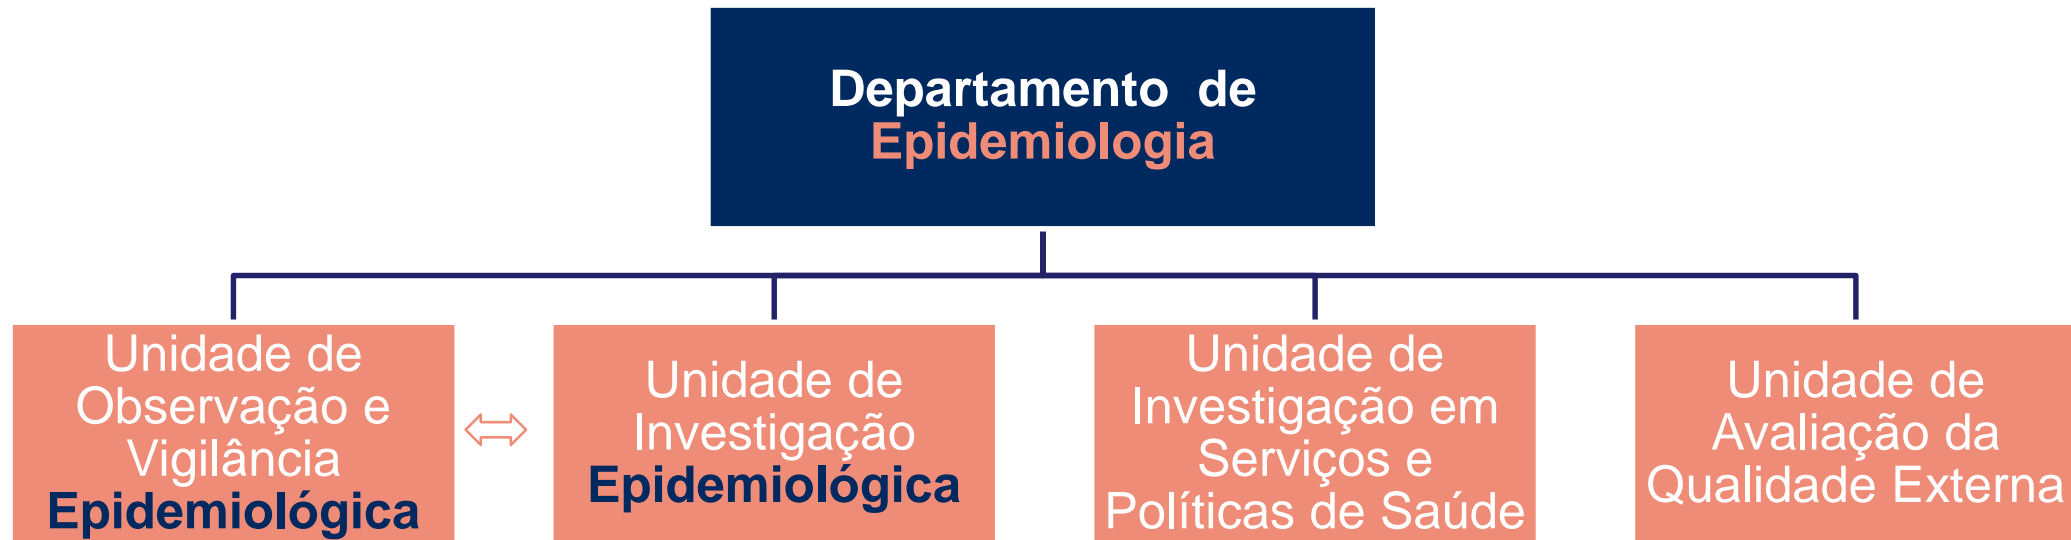 Departamento de
Epidemiologia
Unidade de
Observação e
Vigilância
Epidemiológica
Unidade de
Investigação
Epidemiológica
Unidade de
Investigação em
Serviços e
Políticas de Saúde
Unidade de
Avaliação da
Qualidade Externa